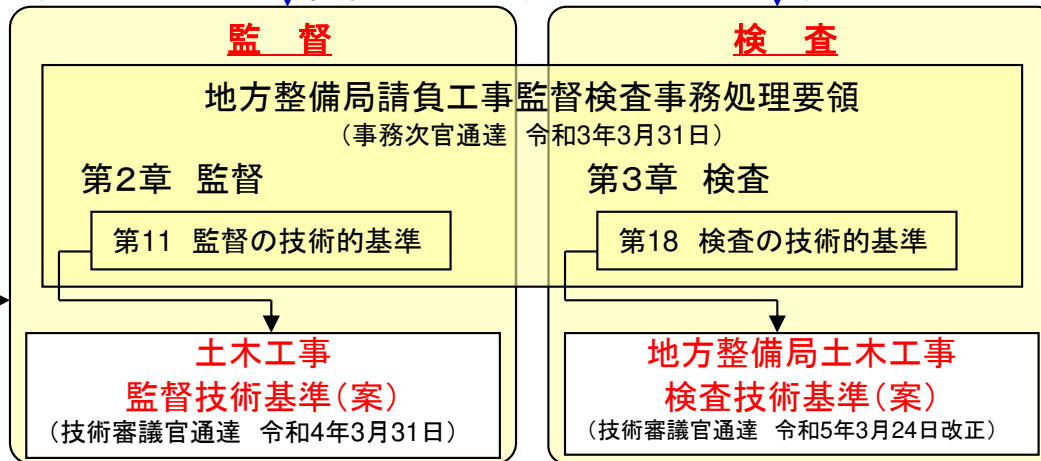 監　督
検　査
地方整備局請負工事監督検査事務処理要領
（事務次官通達　令和3年3月31日）
第２章　監督
第３章　検査
第11　監督の技術的基準
第18　検査の技術的基準
土木工事
監督技術基準（案）
（技術審議官通達　令和4年3月31日）
地方整備局土木工事
検査技術基準（案）
（技術審議官通達　令和5年3月24日改正）